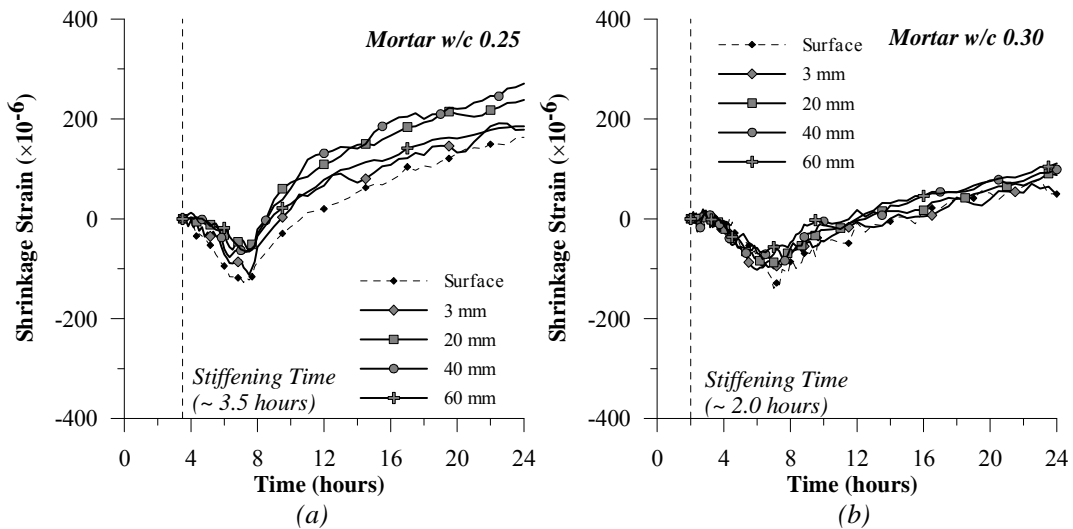 400
200
0
-200
-400
Shrinkage Strain (×10-6)
Mortar w/c 0.25
Surface
3 mm
20 mm
40 mm
60 mm
Stiffening Time
(~ 3.5 hours)
0 4 8 12 16 20 24
Time (hours)
(a)
400
200
0
-200
-400
Shrinkage Strain (×10-6)
Surface
3 mm
20 mm
40 mm
60 mm
Mortar w/c 0.30
Stiffening Time
(~ 2.0 hours)
0 4 8 12 16 20 24
Time (hours)
(b)